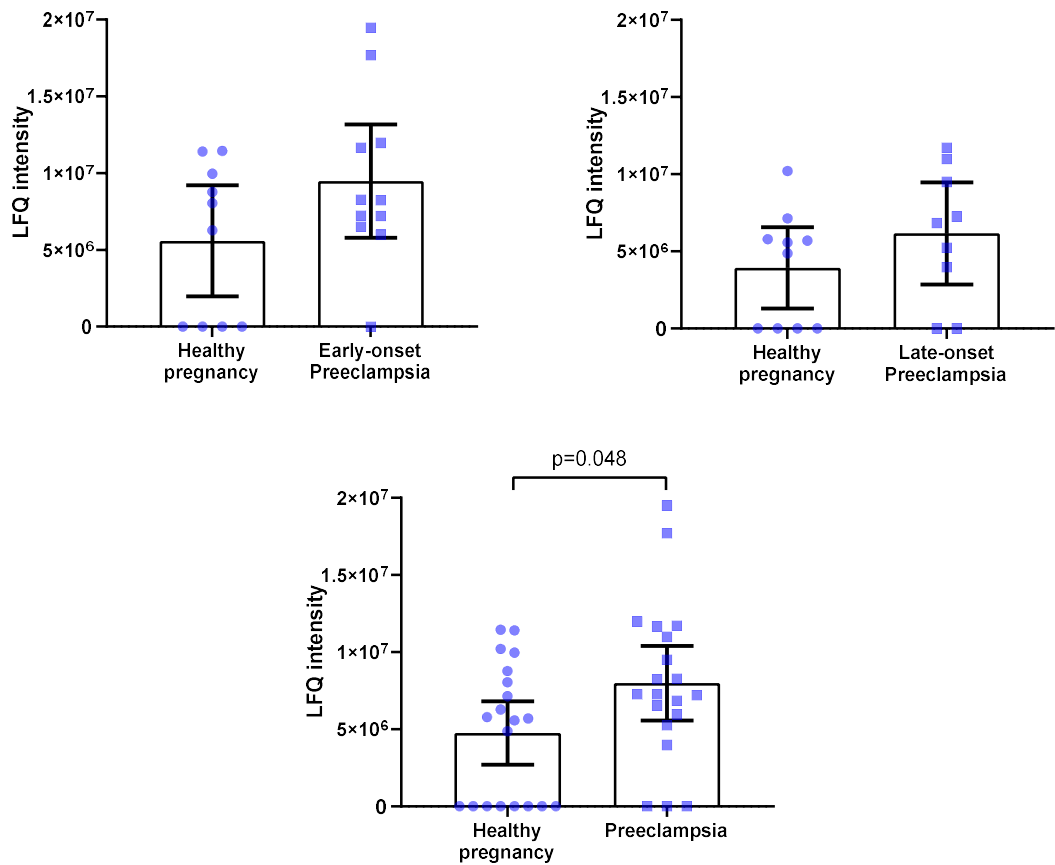 2×10⁷
1.5×10⁷
1×10⁷
5×10⁶
0
LFQ intensity
Healthy
pregnancy
Early-onset
Preeclampsia
2×10⁷
1.5×10⁷
1×10⁷
5×10⁶
0
LFQ intensity
Healthy
pregnancy
Late-onset
Preeclampsia
p=0.048
2×10⁷
1.5×10⁷
1×10⁷
5×10⁶
0
LFQ intensity
Healthy
pregnancy
Preeclampsia